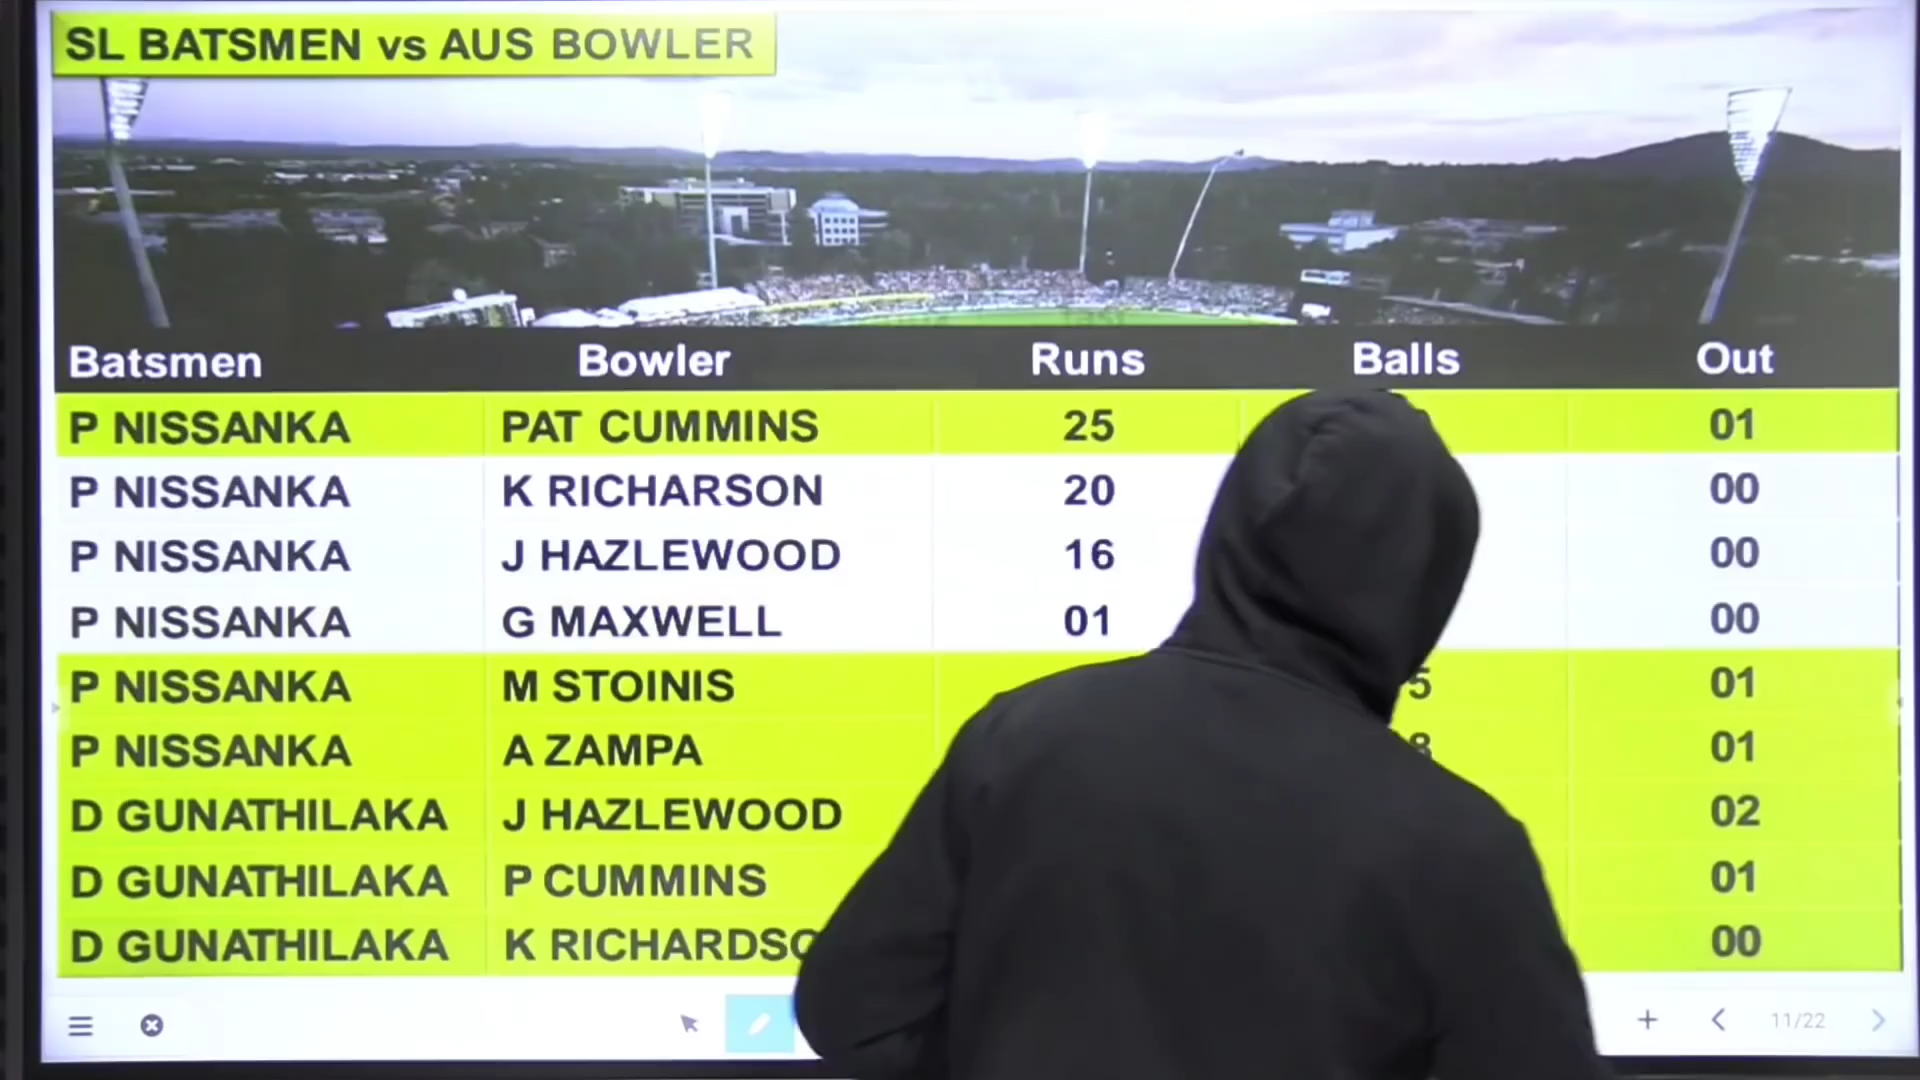 SL BATSMEN vs AUS BOWLER
Batsmen Bowler Runs Balls Out
P NISSANKA PAT CUMMINS 25 01
P NISSANKA K RICHARSON 20 00
P NISSANKA J HAZLEWOOD 16 00
P NISSANKA G MAXWELL 01 00
P NISSANKA M STOINIS 5 01
P NISSANKA A ZAMPA 01
D GUNATHILAKA J HAZLEWOOD 02
D GUNATHILAKA P CUMMINS 01
D GUNATHILAKA K 00
11/22